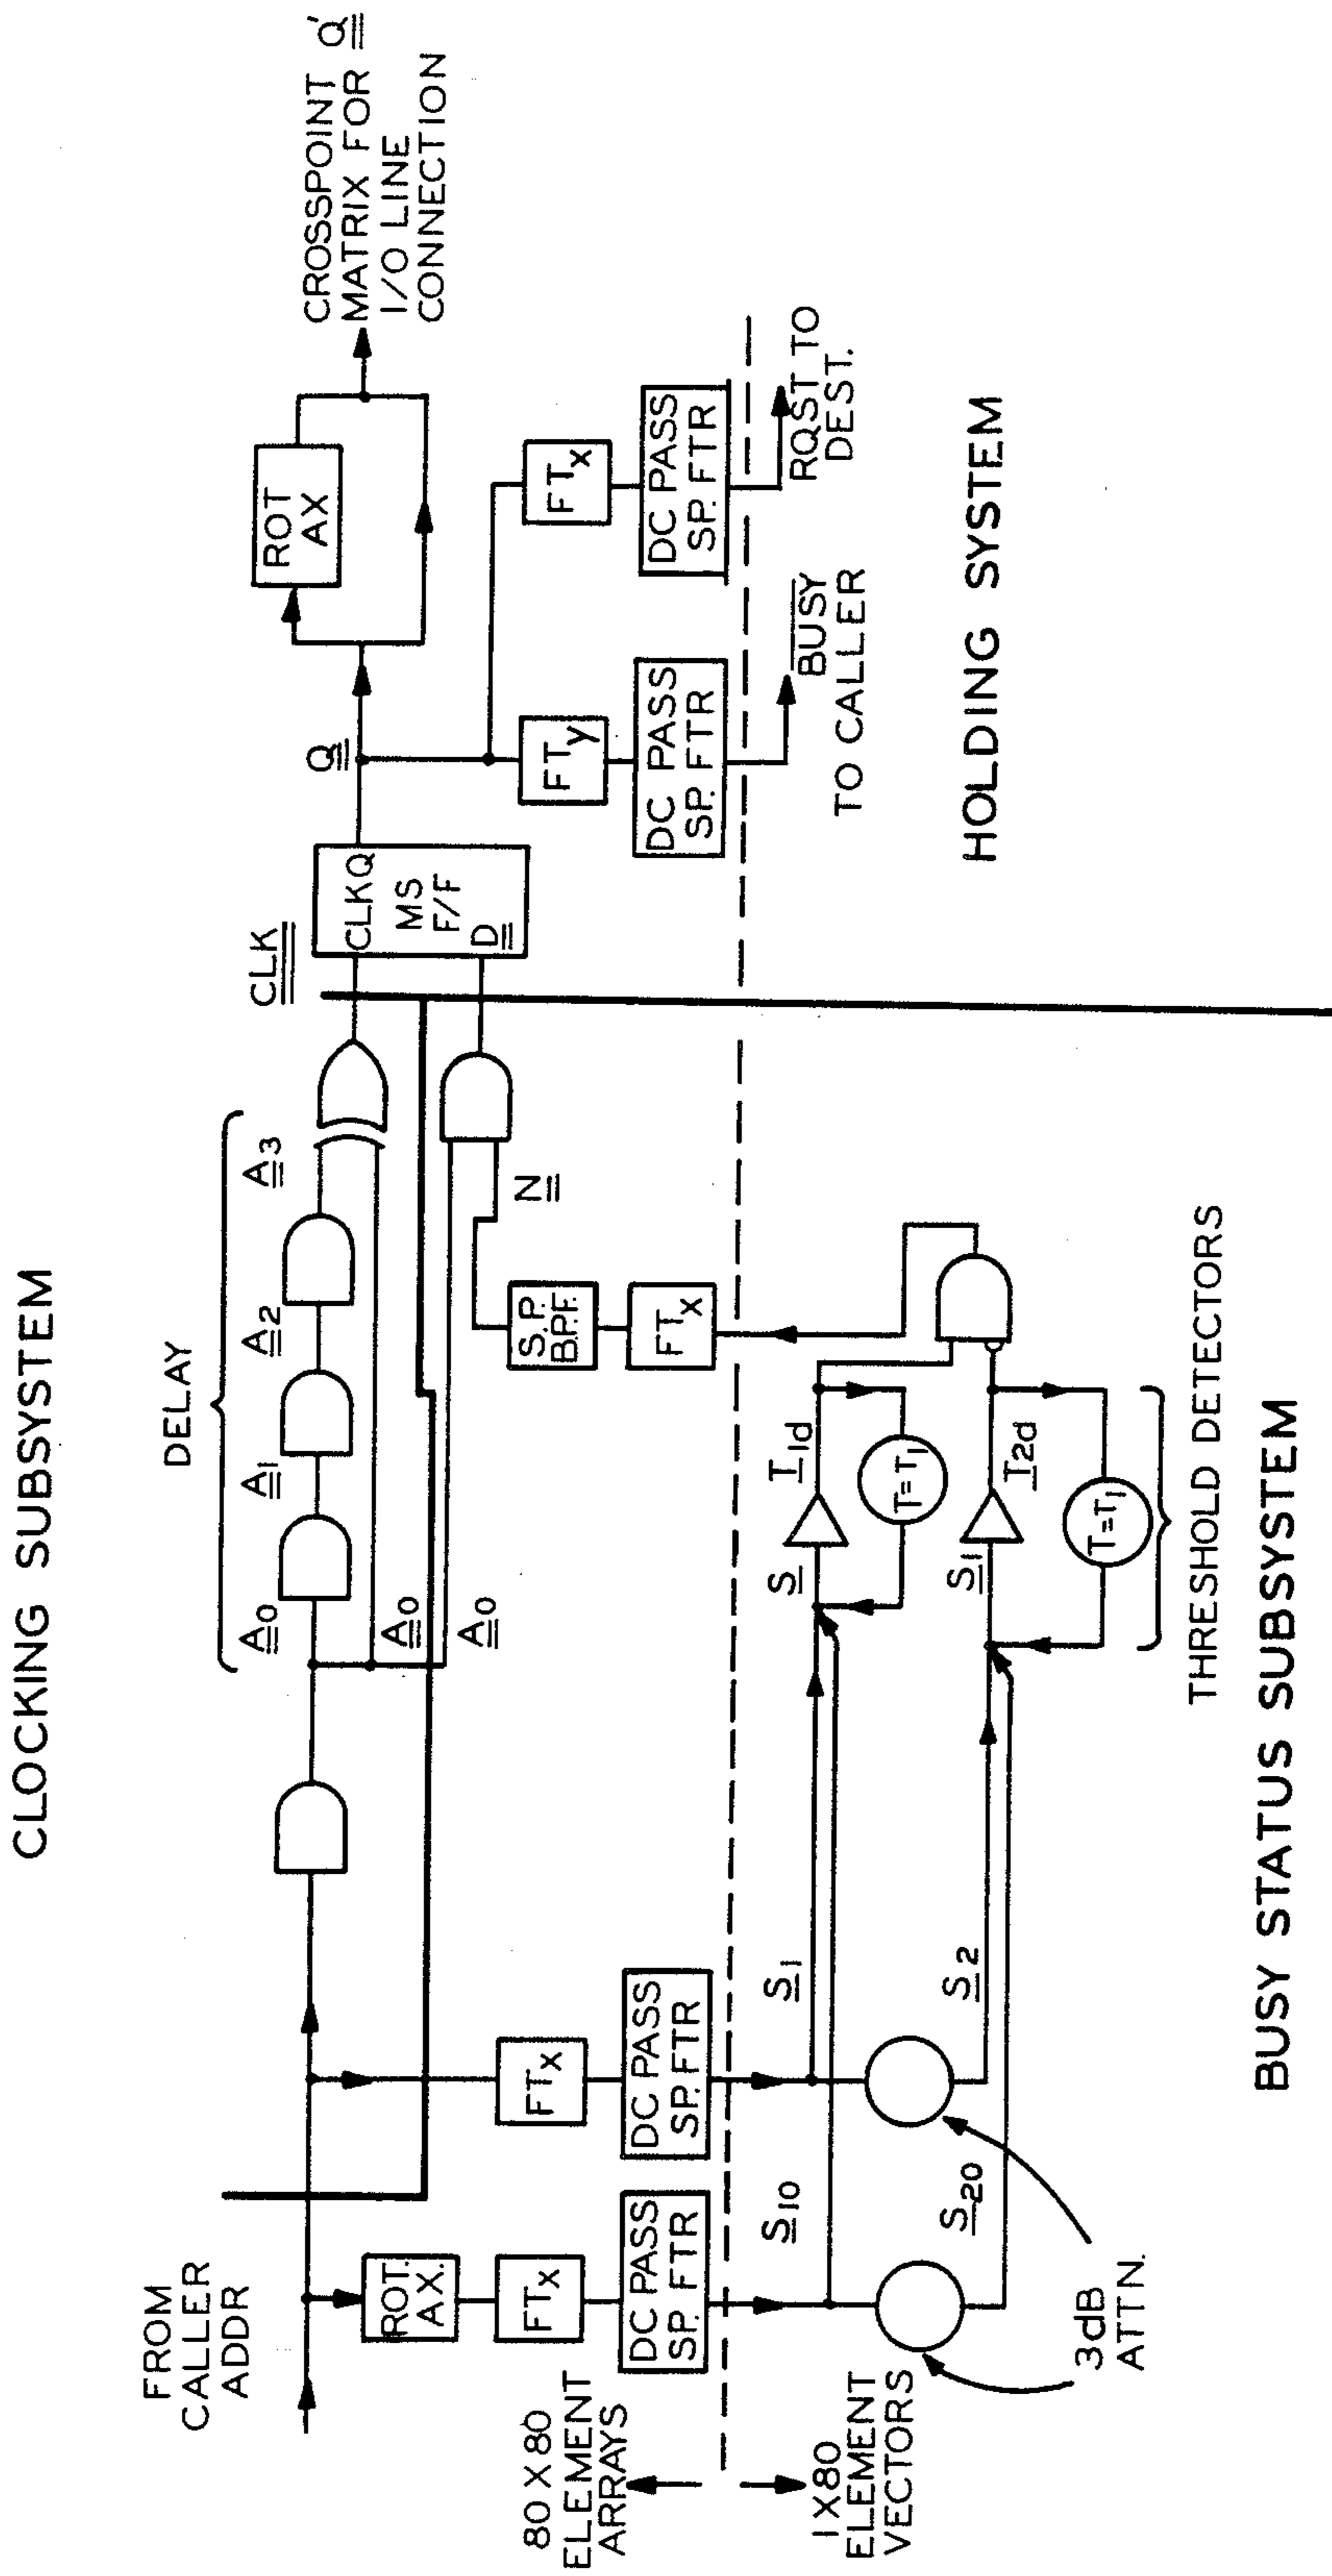 CLOCKING SUBSYSTEM
DELAY
A0
A1
A2
A3
A0
A0
CLK
FROM
CALLER
ADDR
ROT.
AX.
FTx
FTx
DC PASS
SP. FTR
DC PASS
SP. FTR
80 X 80
ELEMENT
ARRAYS
1 X 80
ELEMENT
VECTORS
S10
S1
S20
S2
3dB
ATTN.
S
I1d
T=T1
S1
I2d
T=T1
THRESHOLD DETECTORS
BUSY STATUS SUBSYSTEM
S.P.
B.P.F.
FTx
N
CLK Q
MS
F/F
D
Q
ROT
AX
CROSSPOINT Q'
MATRIX FOR
I/O LINE
CONNECTION
FTy
FTx
DC PASS
SP. FTR
DC PASS
SP. FTR
BUSY
TO CALLER
RQST TO
DEST.
HOLDING SYSTEM